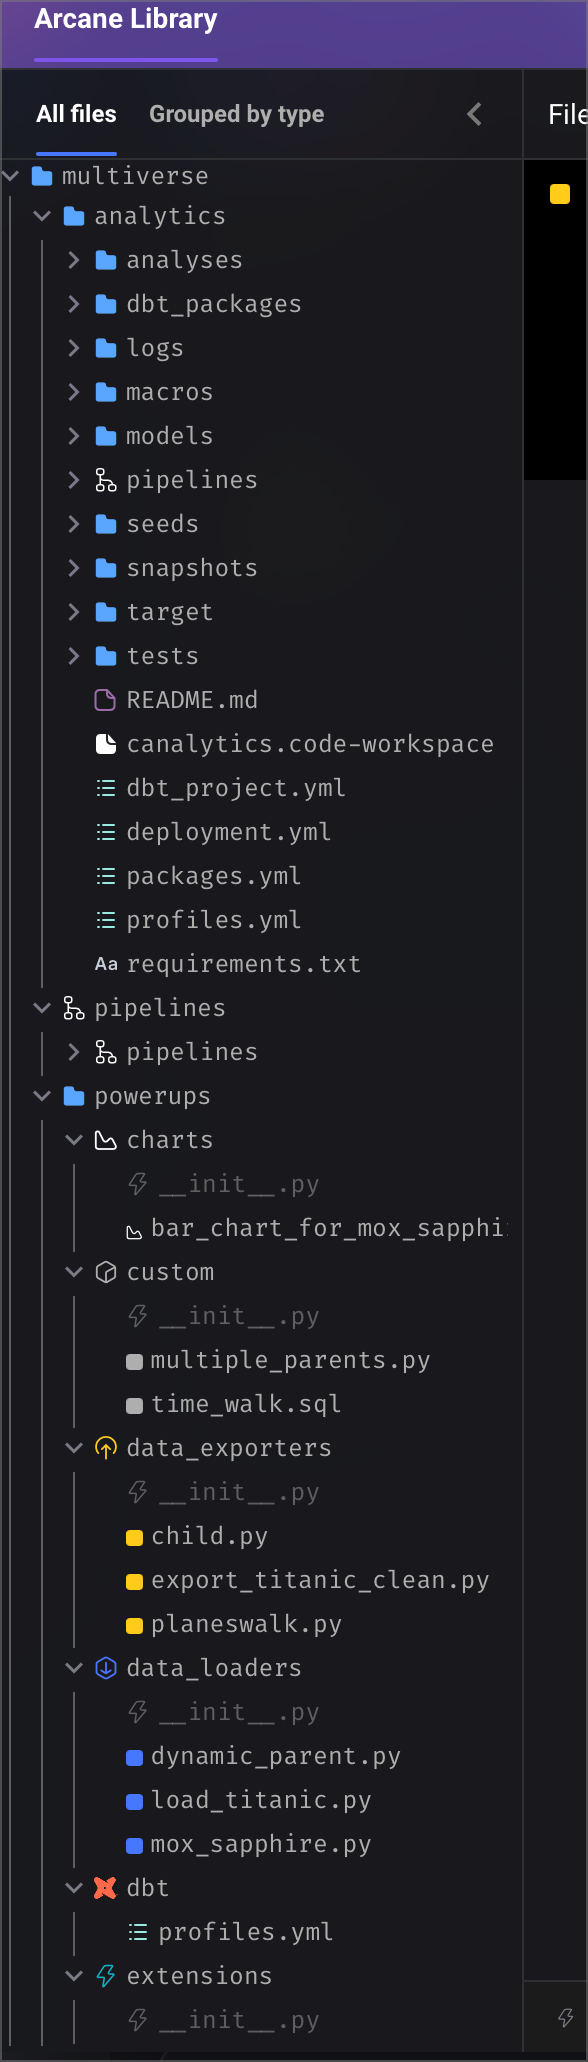 Arcane Library
All files Grouped by type File
multiverse
analytics
analyses
dbt_packages
logs
macros
models
pipelines
seeds
snapshots
target
tests
README.md
canalytics.code-workspace
dbt_project.yml
deployment.yml
packages.yml
profiles.yml
Aa requirements.txt
pipelines
pipelines
powerups
charts
__init__.py
bar_chart_for_mox_sapphi
custom
__init__.py
multiple_parents.py
time_walk.sql
data_exporters
__init__.py
child.py
export_titanic_clean.py
planeswalk.py
data_loaders
__init__.py
dynamic_parent.py
load_titanic.py
mox_sapphire.py
dbt
profiles.yml
extensions
__init__.py